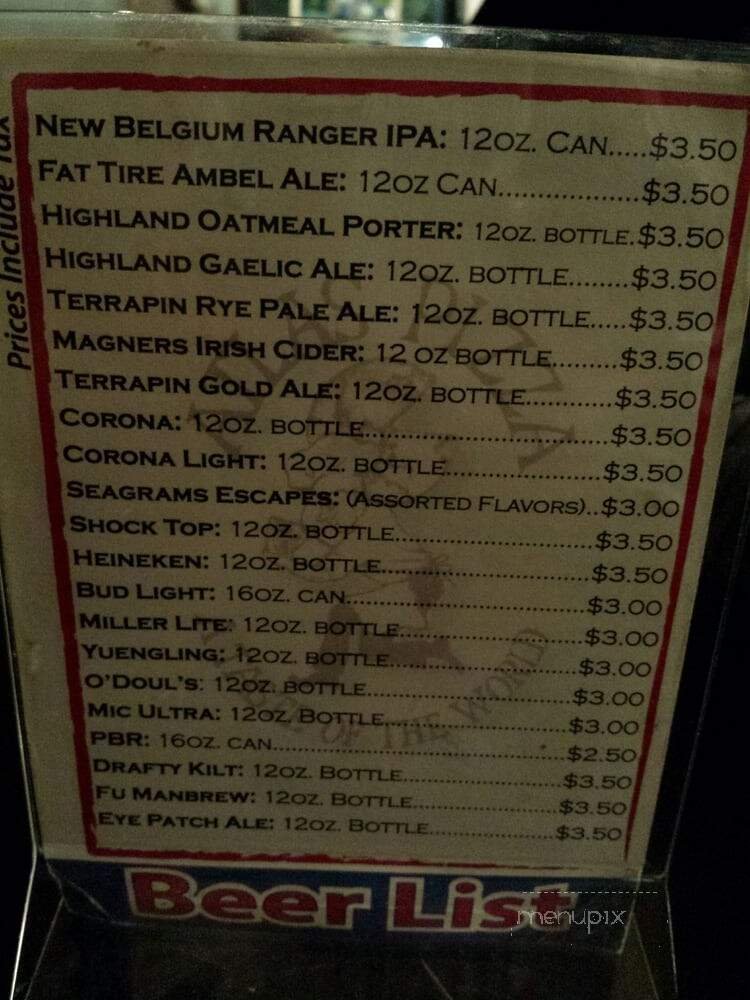 Prices Include Tax
NEW BELGIUM RANGER IPA: 12OZ. CAN.....$3.50
FAT TIRE AMBEL ALE: 12OZ CAN..................$3.50
HIGHLAND OATMEAL PORTER: 12OZ. BOTTLE.$3.50
HIGHLAND GAELIC ALE: 12OZ. BOTTLE........$3.50
TERRAPIN RYE PALE ALE: 12OZ. BOTTLE.....$3.50
MAGNERS IRISH CIDER: 12 OZ BOTTLE.........$3.50
TERRAPIN GOLD ALE: 12OZ. BOTTLE............$3.50
CORONA: 12OZ. BOTTLE..................................$3.50
CORONA LIGHT: 12OZ. BOTTLE.....................$3.50
SEAGRAMS ESCAPES: (ASSORTED FLAVORS)..$3.00
SHOCK TOP: 12OZ. BOTTLE............................$3.50
HEINEKEN: 12OZ. BOTTLE..............................$3.50
BUD LIGHT: 16OZ. CAN...................................$3.00
MILLER LITE: 12OZ. BOTTLE..........................$3.00
YUENGLING: 12OZ. BOTTLE...........................$3.00
O'DOUL'S: 12OZ. BOTTLE..............................$3.00
MIC ULTRA: 12OZ. BOTTLE...........................$3.00
PBR: 16OZ. CAN..........................................$2.50
DRAFTY KILT: 12OZ. BOTTLE.......................$3.50
FU MANBREW: 12OZ. BOTTLE.....................$3.50
EYE PATCH ALE: 12OZ. BOTTLE..................$3.50
PIZZA
OF THE WORLD
Beer List
menupix